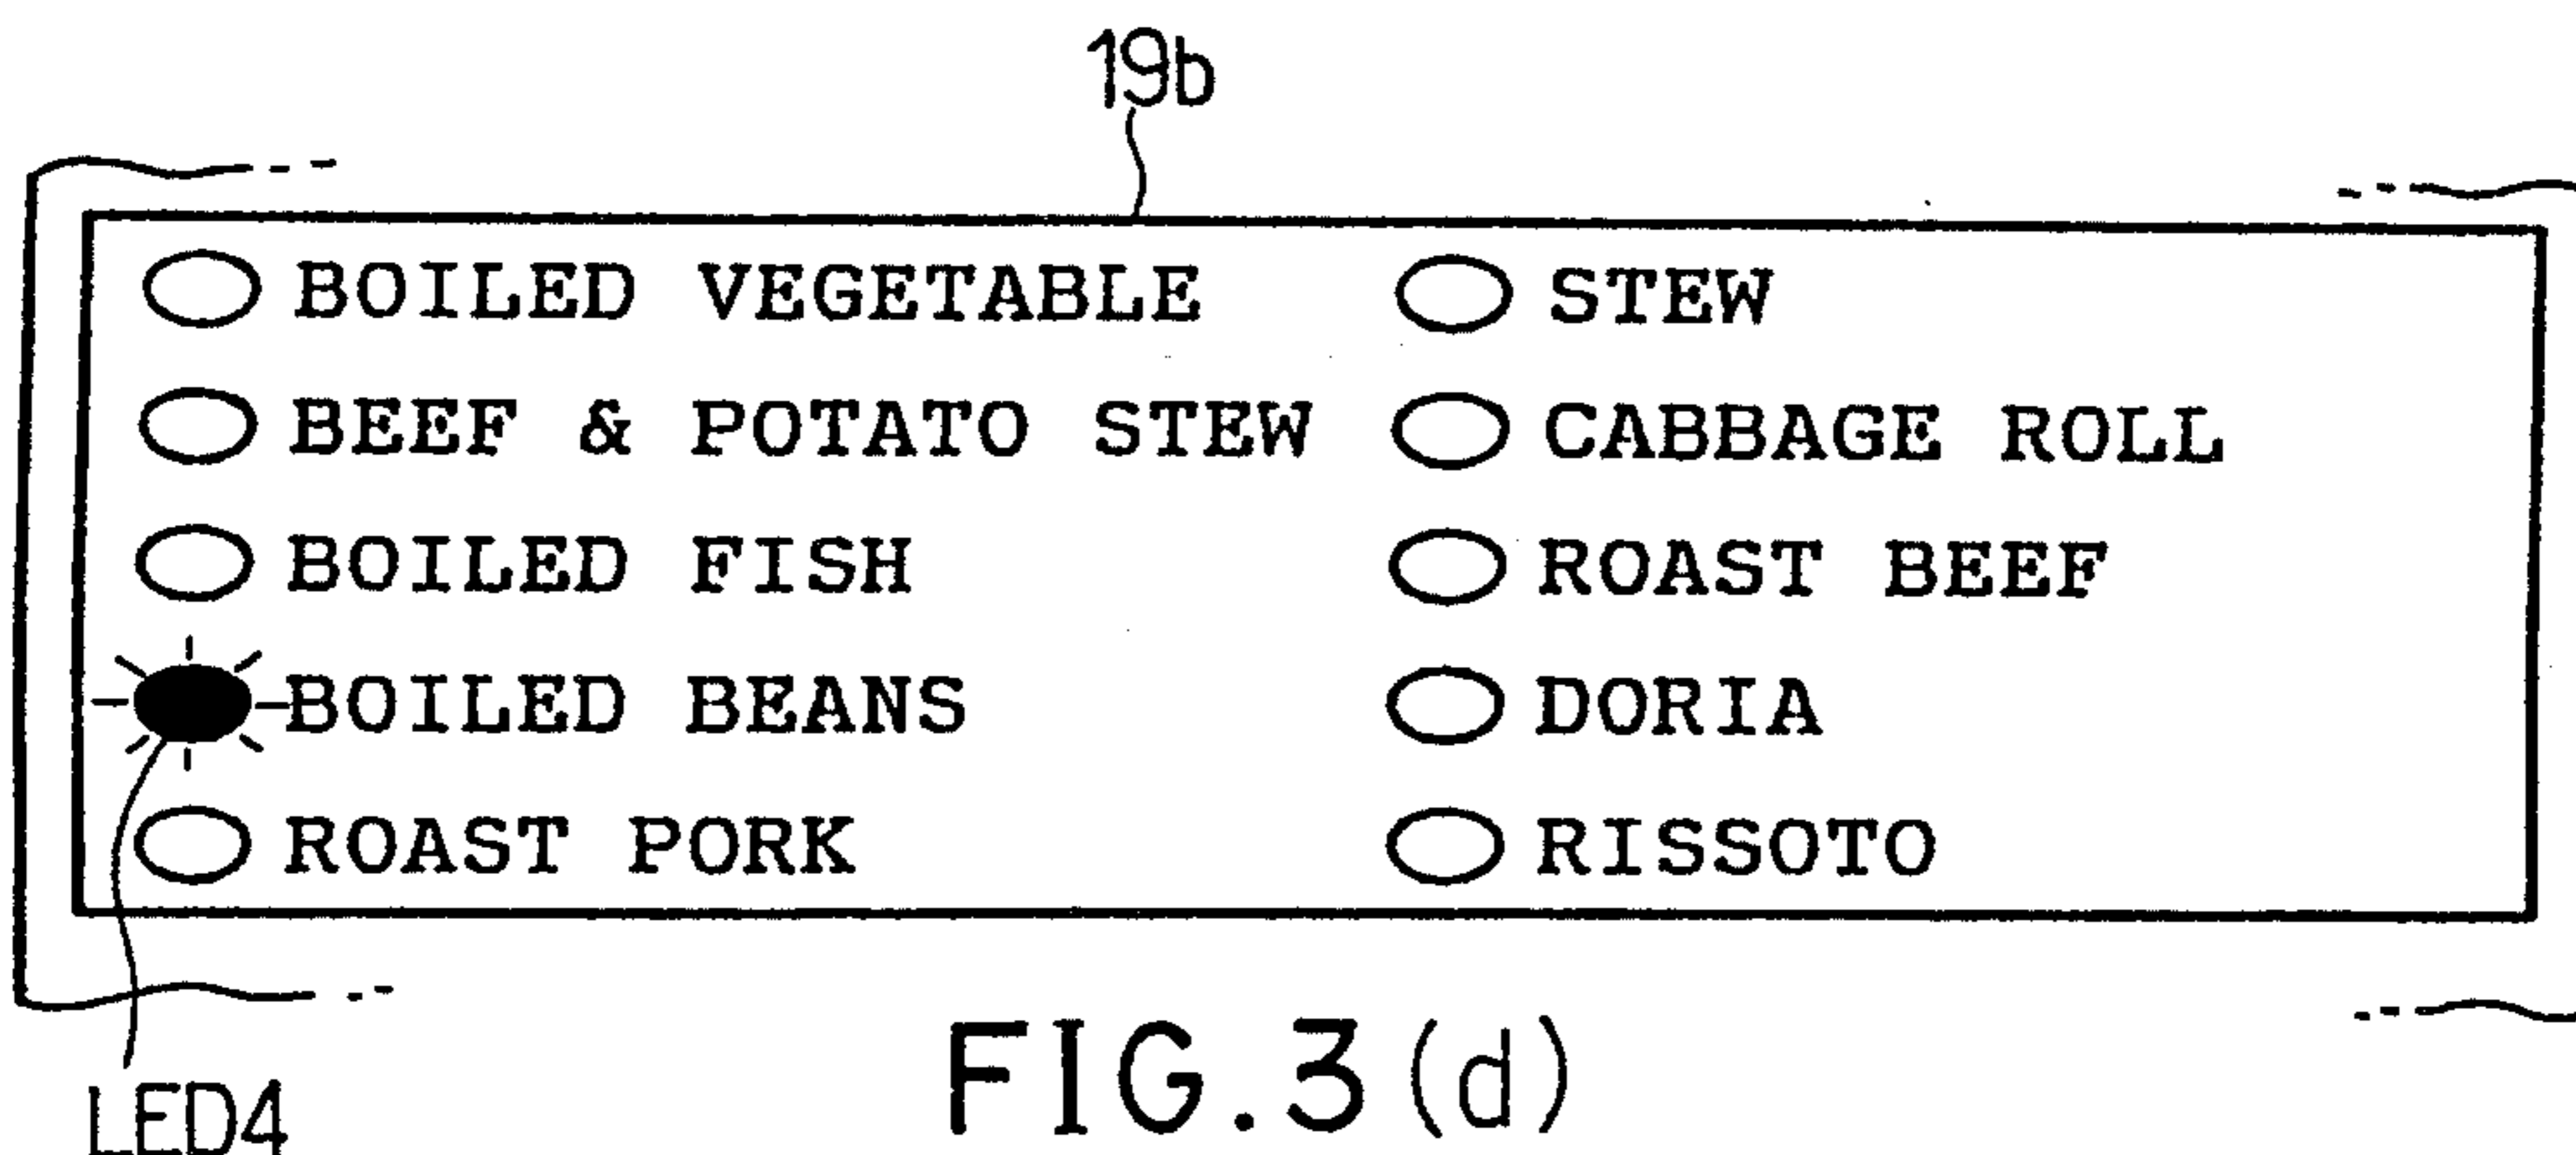 19b
BOILED VEGETABLE
BEEF & POTATO STEW
BOILED FISH
BOILED BEANS
ROAST PORK
STEW
CABBAGE ROLL
ROAST BEEF
DORIA
RISSOTO
LED4
FIG.3(d)